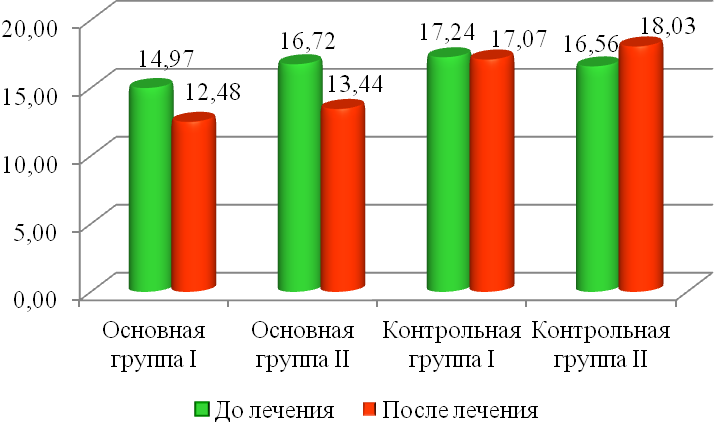 20,00
15,00
10,00
5,00
0,00
14,97
12,48
16,72
13,44
17,24
17,07
16,56
18,03
Основная
группа I
Основная
группа II
Контрольная
группа I
Контрольная
группа II
До лечения
После лечения